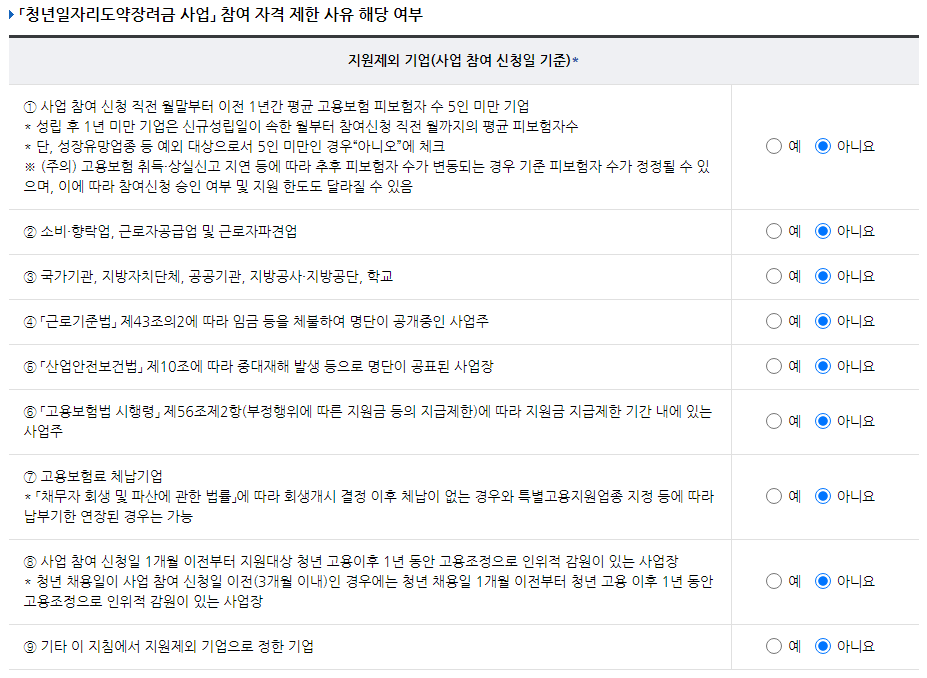 「청년일자리도약장려금 사업」 참여 자격 제한 사유 해당 여부
지원제외 기업(사업 참여 신청일 기준)*
① 사업 참여 신청 직전 월말부터 이전 1년간 평균 고용보험 피보험자 수 5인 미만 기업
* 성립 후 1년 미만 기업은 신규성립일이 속한 월부터 참여신청 직전 월까지의 평균 피보험자수
* 단, 성장유망업종 등 예외 대상으로서 5인 미만인 경우“아니오”에 체크
※ (주의) 고용보험 취득·상실신고 지연 등에 따라 추후 피보험자 수가 변동되는 경우 기준 피보험자 수가 정정될 수 있
으며, 이에 따라 참여신청 승인 여부 및 지원 한도도 달라질 수 있음
예 아니요
② 소비·향락업, 근로자공급업 및 근로자파견업
예 아니요
③ 국가기관, 지방자치단체, 공공기관, 지방공사·지방공단, 학교
예 아니요
④ 「근로기준법」 제43조의2에 따라 임금 등을 체불하여 명단이 공개중인 사업주
예 아니요
⑤ 「산업안전보건법」 제10조에 따라 중대재해 발생 등으로 명단이 공표된 사업장
예 아니요
⑥ 「고용보험법 시행령」 제56조제2항(부정행위에 따른 지원금 등의 지급제한)에 따라 지원금 지급제한 기간 내에 있는
사업주
예 아니요
⑦ 고용보험료 체납기업
* 「채무자 회생 및 파산에 관한 법률」에 따라 회생개시 결정 이후 체납이 없는 경우와 특별고용지원업종 지정 등에 따라
납부기한 연장된 경우는 가능
예 아니요
⑧ 사업 참여 신청일 1개월 이전부터 지원대상 청년 고용이후 1년 동안 고용조정으로 인위적 감원이 있는 사업장
* 청년 채용일이 사업 참여 신청일 이전(3개월 이내)인 경우에는 청년 채용일 1개월 이전부터 청년 고용 이후 1년 동안
고용조정으로 인위적 감원이 있는 사업장
예 아니요
⑨ 기타 이 지침에서 지원제외 기업으로 정한 기업
예 아니요